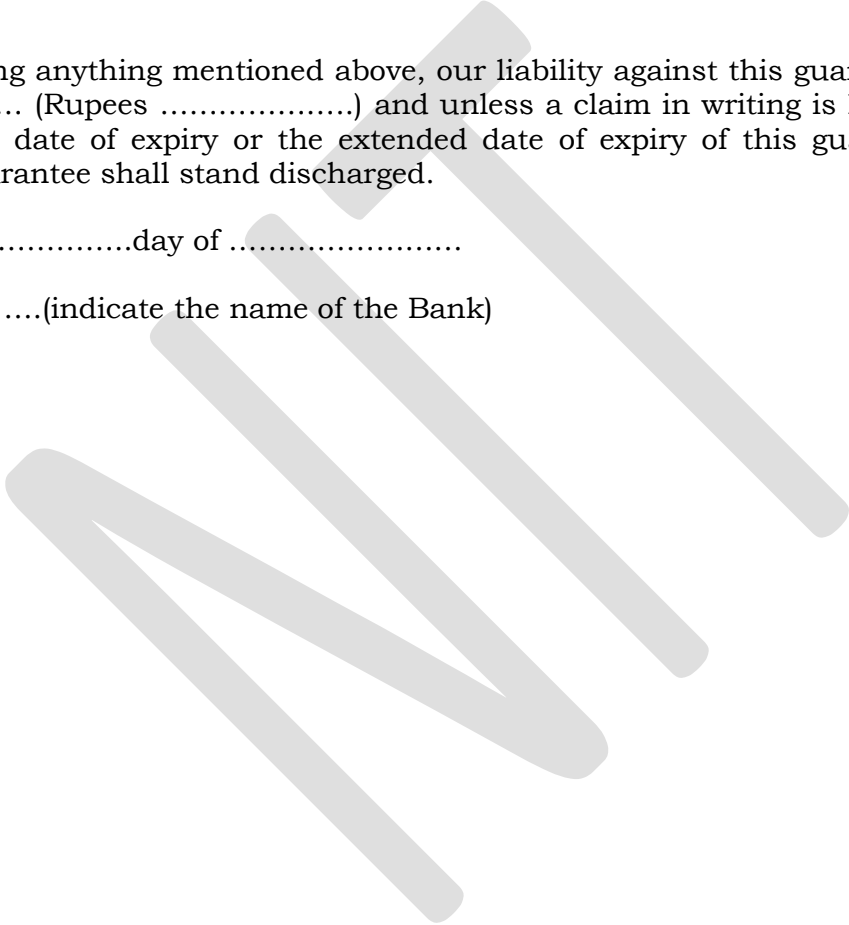 ng anything mentioned above, our liability against this guar
… (Rupees ………………..) and unless a claim in writing is
date of expiry or the extended date of expiry of this gu
rantee shall stand discharged.
…………..day of ……………………
….(indicate the name of the Bank)
NIT